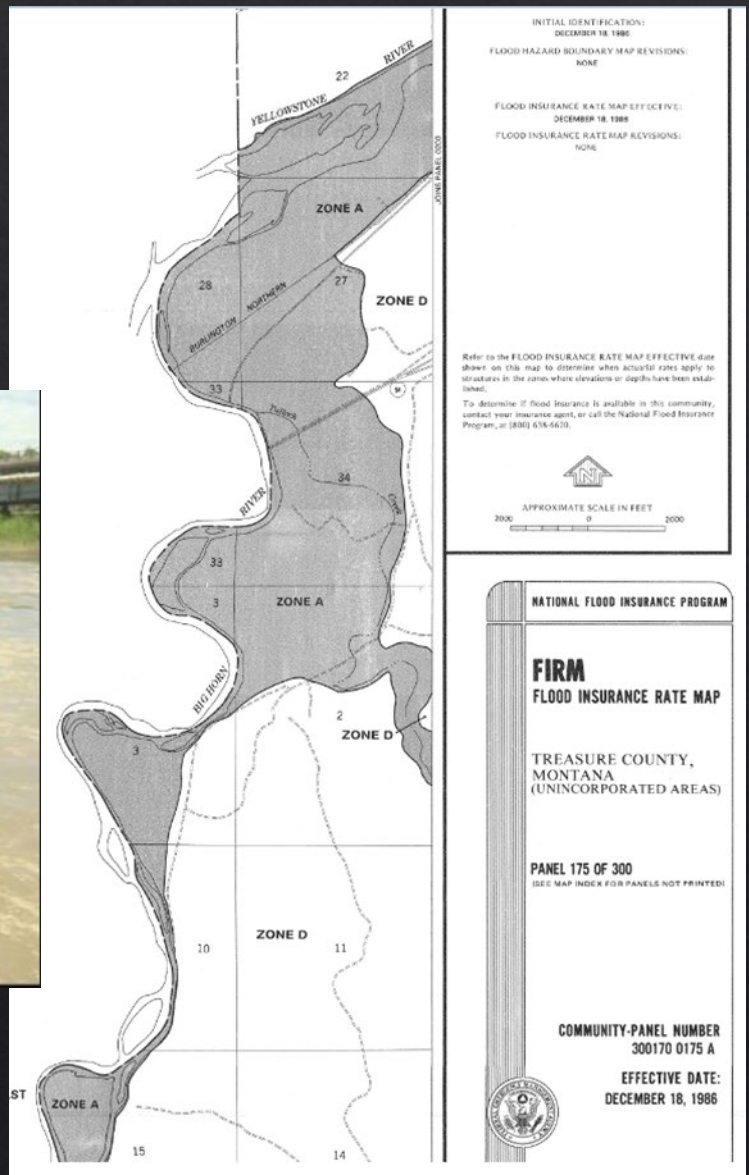 22
YELLOWSTONE RIVER
ZONE A
JOINS PANEL 0200
28
27
BURLINGTON NORTHERN
ZONE D
33
Tullock
34
Creek
RIVER
33
3
ZONE A
BIG HORN
2
ZONE D
3
10
ZONE D
11
ZONE A
15
14
INITIAL IDENTIFICATION:
DECEMBER 18, 1986
FLOOD HAZARD BOUNDARY MAP REVISIONS:
NONE
FLOOD INSURANCE RATE MAP EFFECTIVE:
DECEMBER 18, 1986
FLOOD INSURANCE RATE MAP REVISIONS:
NONE
Refer to the FLOOD INSURANCE RATE MAP EFFECTIVE date
shown on this map to determine when actuarial rates apply to
structures in the zones where elevations or depths have been estab-
lished.
To determine if flood insurance is available in this community,
contact your insurance agent, or call the National Flood Insurance
Program, at (800) 638-6620.
N
APPROXIMATE SCALE IN FEET
2000 0 2000
NATIONAL FLOOD INSURANCE PROGRAM
FIRM
FLOOD INSURANCE RATE MAP
TREASURE COUNTY,
MONTANA
(UNINCORPORATED AREAS)
PANEL 175 OF 300
(SEE MAP INDEX FOR PANELS NOT PRINTED)
COMMUNITY-PANEL NUMBER
300170 0175 A
EFFECTIVE DATE:
DECEMBER 18, 1986